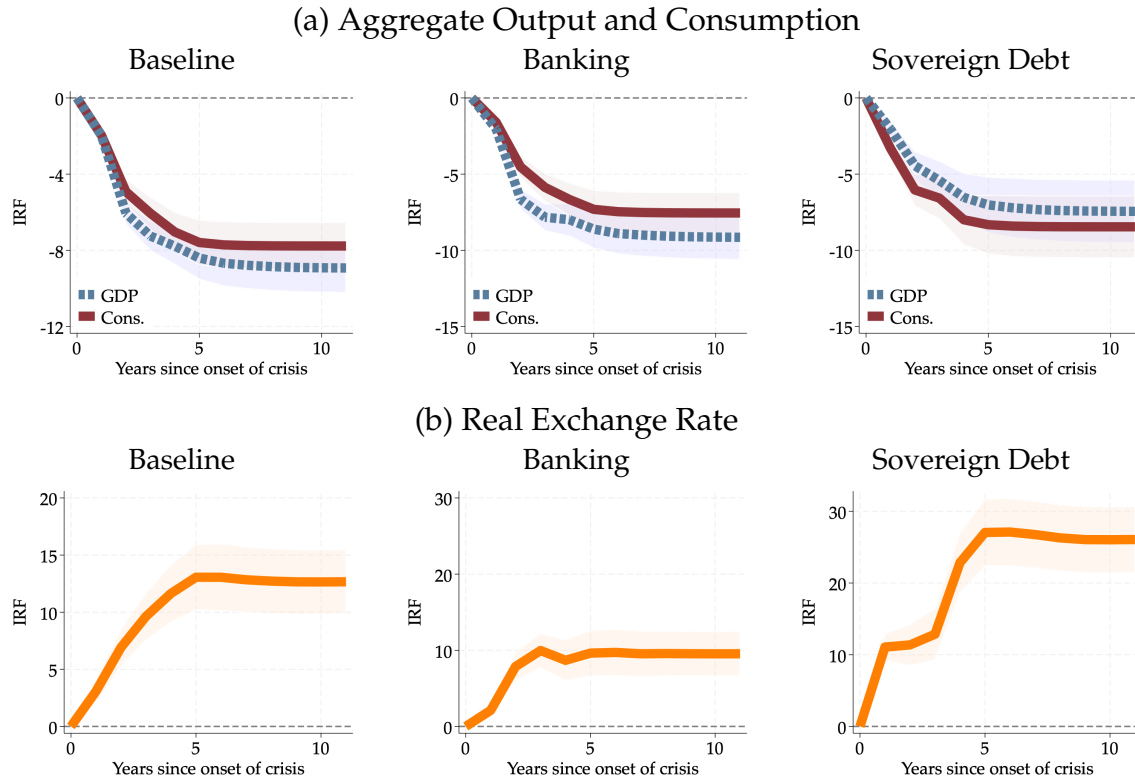 (a) Aggregate Output and Consumption
Baseline
Banking
Sovereign Debt
0
-4
-8
-12
IRF
GDP
Cons.
0
5
10
Years since onset of crisis
0
-5
-10
-15
IRF
GDP
Cons.
0
5
10
Years since onset of crisis
0
-5
-10
-15
IRF
GDP
Cons.
0
5
10
Years since onset of crisis
(b) Real Exchange Rate
Baseline
Banking
Sovereign Debt
20
15
10
5
0
IRF
0
5
10
Years since onset of crisis
30
20
10
0
IRF
0
5
10
Years since onset of crisis
30
20
10
0
IRF
0
5
10
Years since onset of crisis